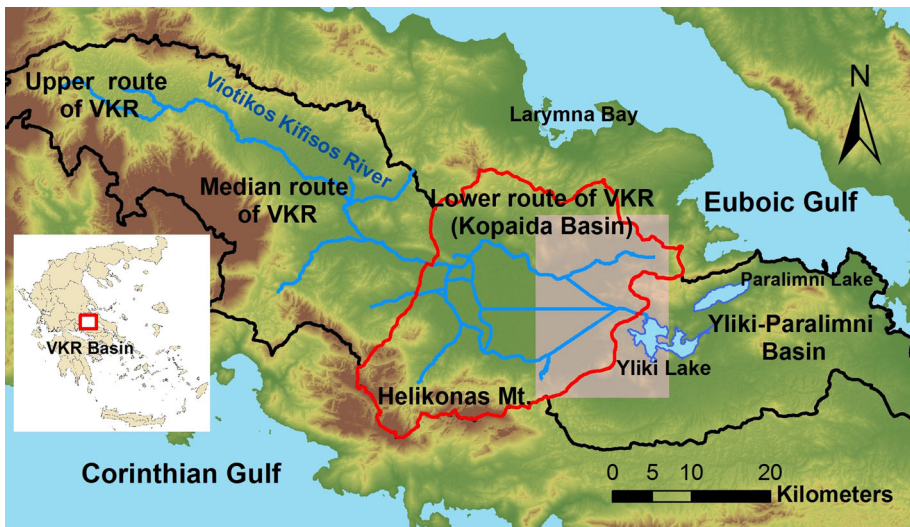 Upper route
of VKR
Viotikos Kifisos River
N
Larymna Bay
Median route
of VKR
Lower route of VKR
(Kopaida Basin)
Euboic Gulf
Paralimni Lake
Yliki-Paralimni
Basin
VKR Basin
Yliki Lake
Helikonas Mt.
Corinthian Gulf
0 5 10 20
Kilometers